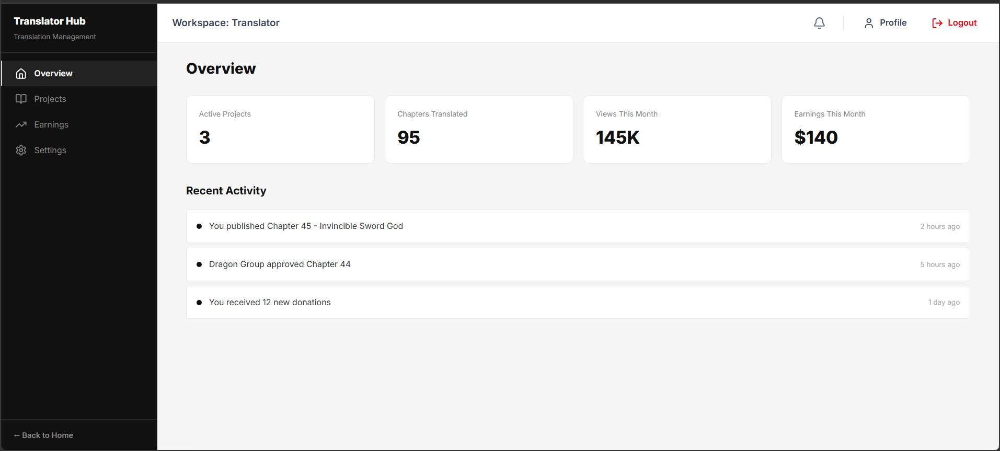 Translator Hub
Translation Management
Overview
Projects
Earnings
Settings
← Back to Home
Workspace: Translator
Profile
Logout
Overview
Active Projects
3
Chapters Translated
95
Views This Month
145K
Earnings This Month
$140
Recent Activity
You published Chapter 45 - Invincible Sword God
2 hours ago
Dragon Group approved Chapter 44
5 hours ago
You received 12 new donations
1 day ago